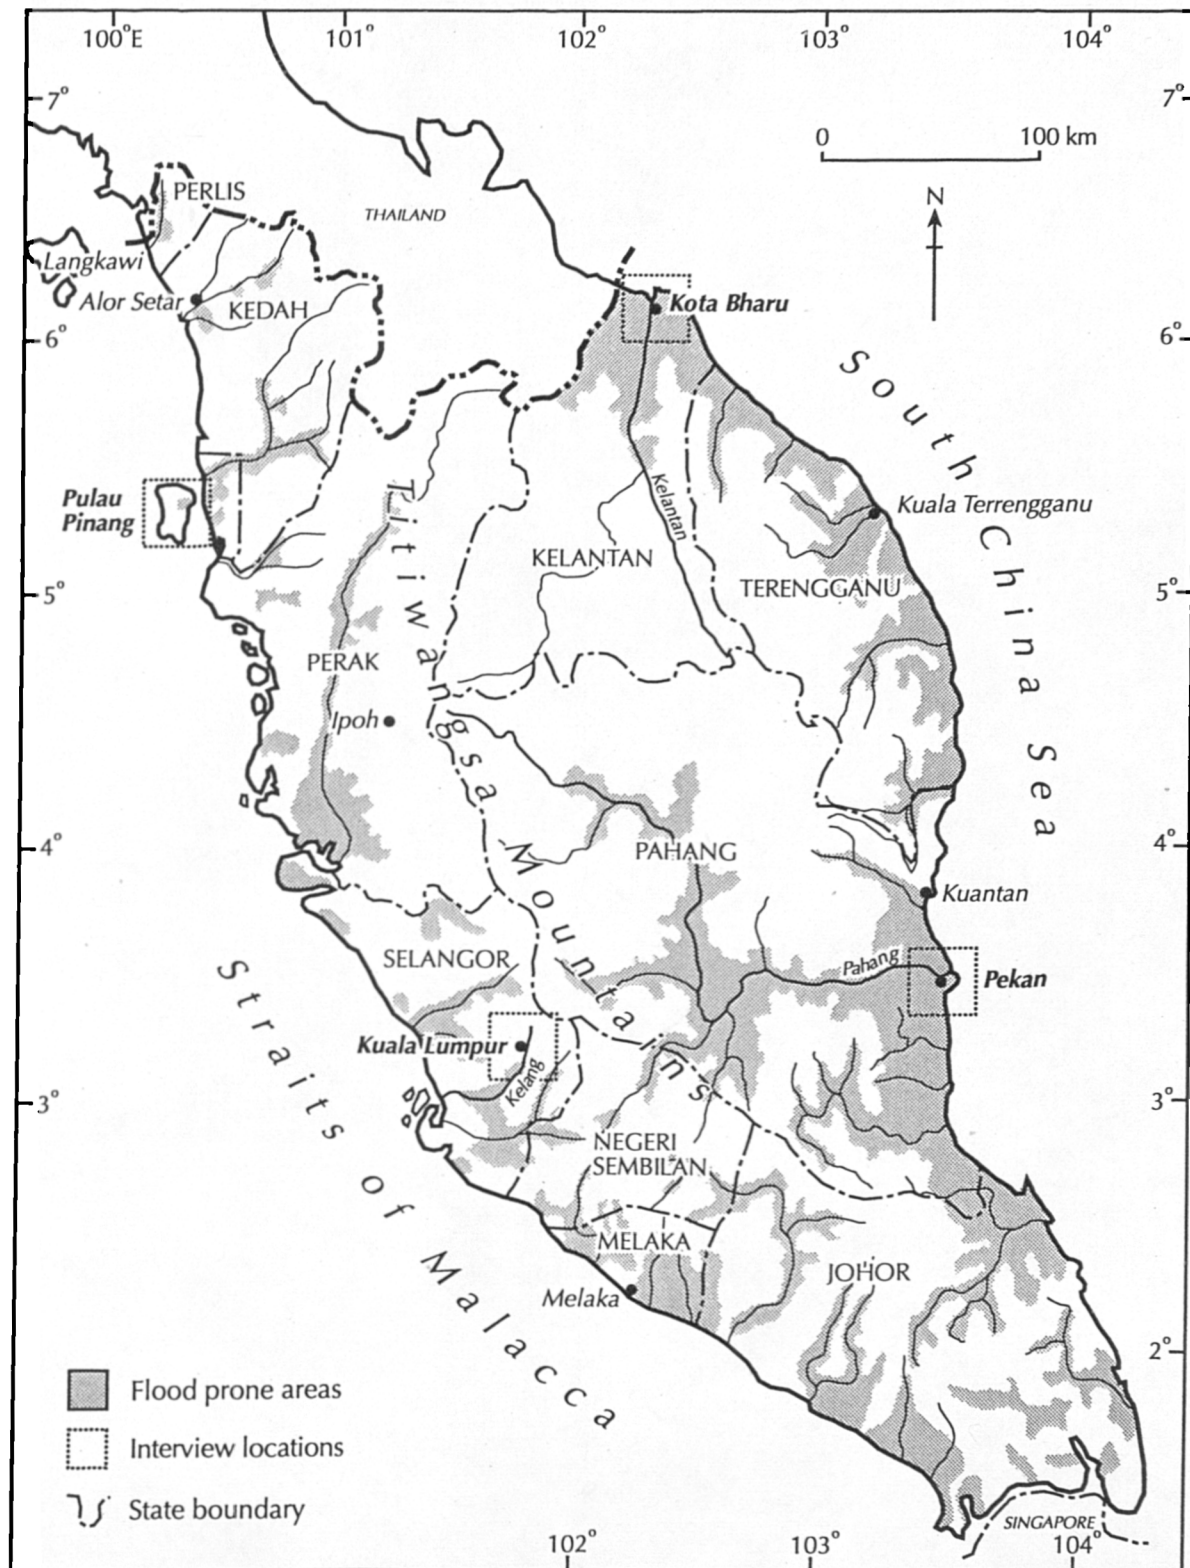 100°E 101° 102° 103° 104°
7° 7°
0 100 km
N
PERLIS
THAILAND
Langkawi
Alor Setar
KEDAH
Kota Bharu
6° 6°
South China Sea
Pulau
Pinang
Kelantan
Kuala Terrengganu
KELANTAN
TERENGGANU
5° 5°
Titiwangsa Mountains
PERAK
Ipoh
4° 4°
PAHANG
Kuantan
SELANGOR
Pahang
Pekan
Kuala Lumpur
Kelang
3° 3°
Straits of Malacca
NEGERI
SEMBILAN
MELAKA
Melaka
JOHOR
2°
Flood prone areas
Interview locations
State boundary
SINGAPORE
102° 103° 104°